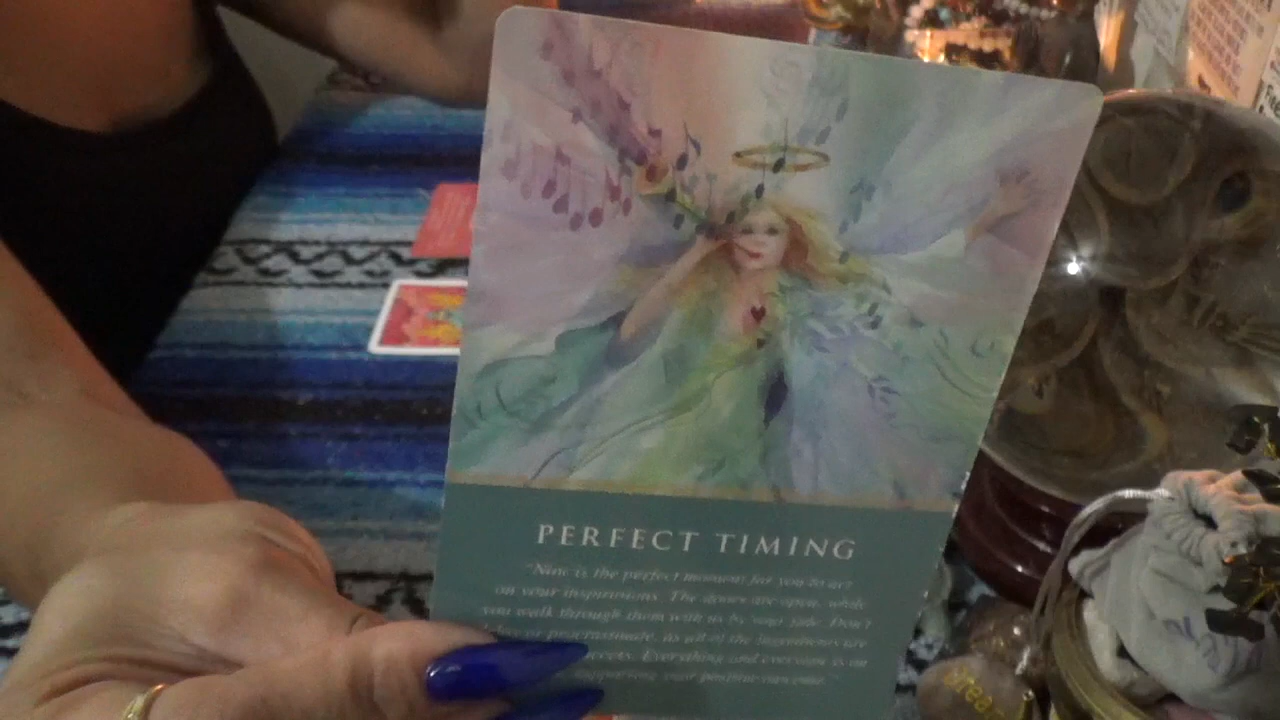 PERFECT TIMING
"Now is the perfect moment for you to act
on your inspirations. The doors are open, while
you walk through them with us by your side. Don't
procrastinate, as all of the ingredients are
Everything and everyone is on
supporting your positive outcome."
dream